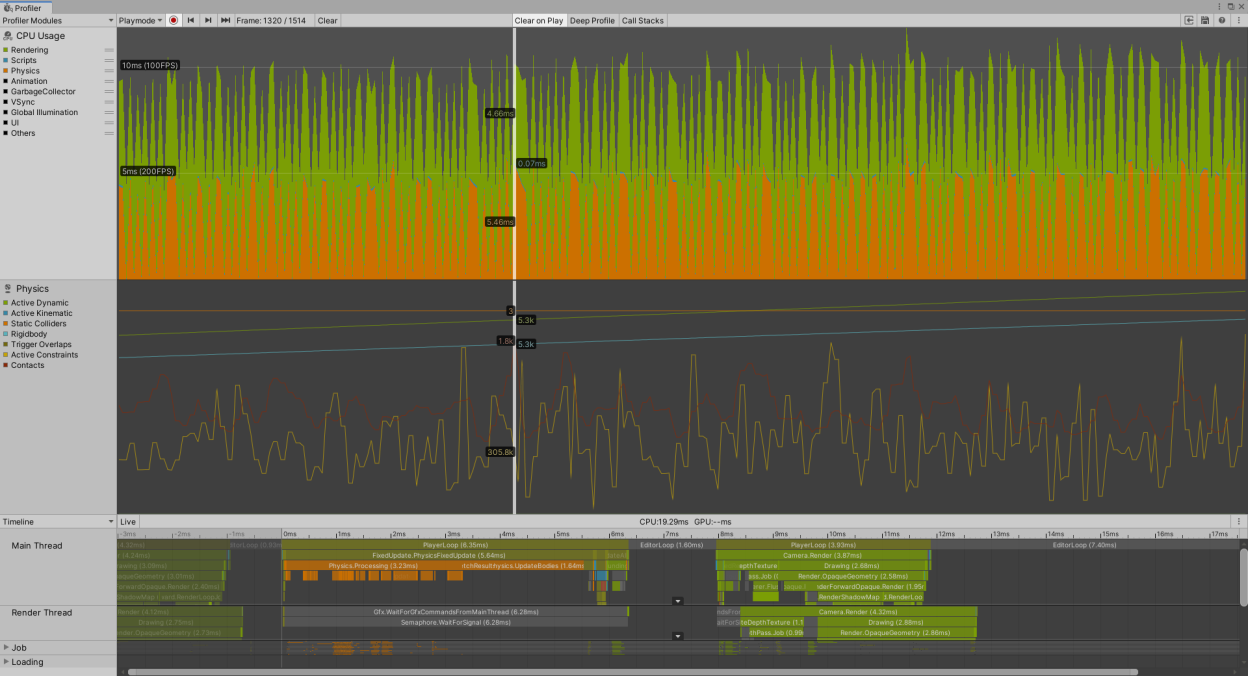 Profiler
Profiler Modules
Playmode
Frame: 1320 / 1514
Clear
Clear on Play
Deep Profile
Call Stacks
CPU Usage
Rendering
Scripts
Physics
Animation
GarbageCollector
VSync
Global Illumination
UI
Others
10ms (100FPS)
4.66ms
0.07ms
5ms (200FPS)
5.46ms
Physics
Active Dynamic
Active Kinematic
Static Colliders
Rigidbody
Trigger Overlaps
Active Constraints
Contacts
3
5.3k
1.8k
5.3k
305.8k
Timeline
Live
CPU:19.29ms GPU:--ms
-3ms -2ms -1ms 0ms 1ms 2ms 3ms 4ms 5ms 6ms 7ms 8ms 9ms 10ms 11ms 12ms 13ms 14ms 15ms 16ms 17ms
Main Thread
PlayerLoop (6.35ms)
EditorLoop (1.60ms)
PlayerLoop (3.93ms)
EditorLoop (7.40ms)
FixedUpdate.PhysicsFixedUpdate (5.64ms)
Camera.Render (3.87ms)
Physics.Processing (3.23ms)
Drawing (2.68ms)
Render.OpaqueGeometry (2.58ms)
RenderShadowMap
Render Thread
Gfx.WaitForGfxCommandsFromMainThread (6.28ms)
Camera.Render (4.32ms)
Semaphore.WaitForSignal (6.28ms)
Drawing (2.88ms)
Render.OpaqueGeometry (2.86ms)
Job
Loading